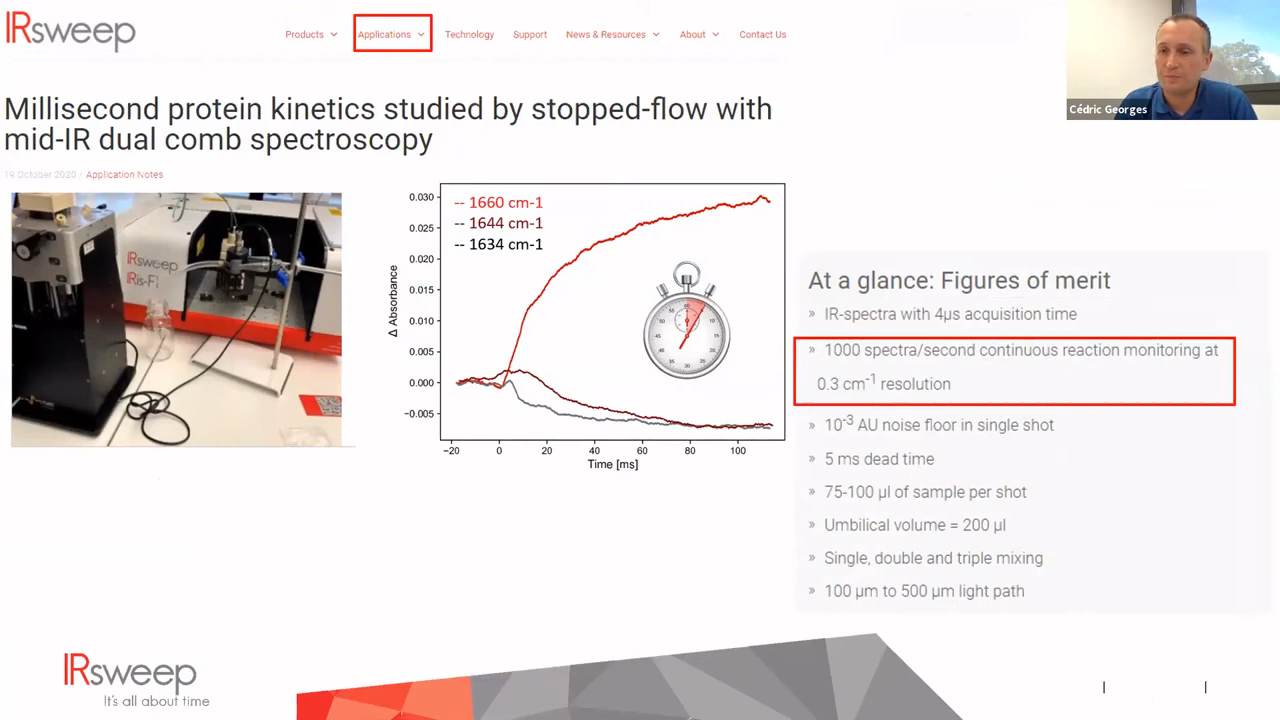 IRsweep
Products Applications Technology Support News & Resources About Contact Us
Cédric Georges
Millisecond protein kinetics studied by stopped-flow with
mid-IR dual comb spectroscopy
19 October 2020 / Application Notes
IRsweep
IRis-F1
0.030
0.025
0.020
0.015
0.010
0.005
0.000
−0.005
Δ Absorbance
-- 1660 cm-1
-- 1644 cm-1
-- 1634 cm-1
−20 0 20 40 60 80 100
Time [ms]
At a glance: Figures of merit
» IR-spectra with 4µs acquisition time
» 1000 spectra/second continuous reaction monitoring at
0.3 cm-1 resolution
» 10-3 AU noise floor in single shot
» 5 ms dead time
» 75-100 µl of sample per shot
» Umbilical volume = 200 µl
» Single, double and triple mixing
» 100 µm to 500 µm light path
IRsweep
It's all about time